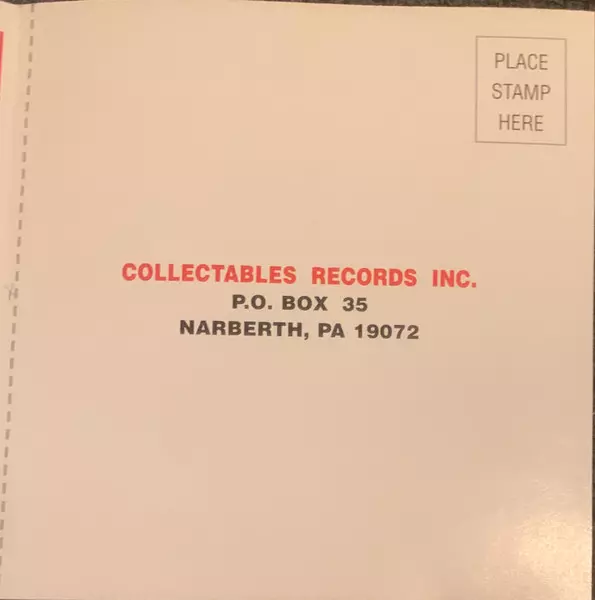 PLACE
STAMP
HERE
COLLECTABLES RECORDS INC.
P.O. BOX 35
NARBERTH, PA 19072